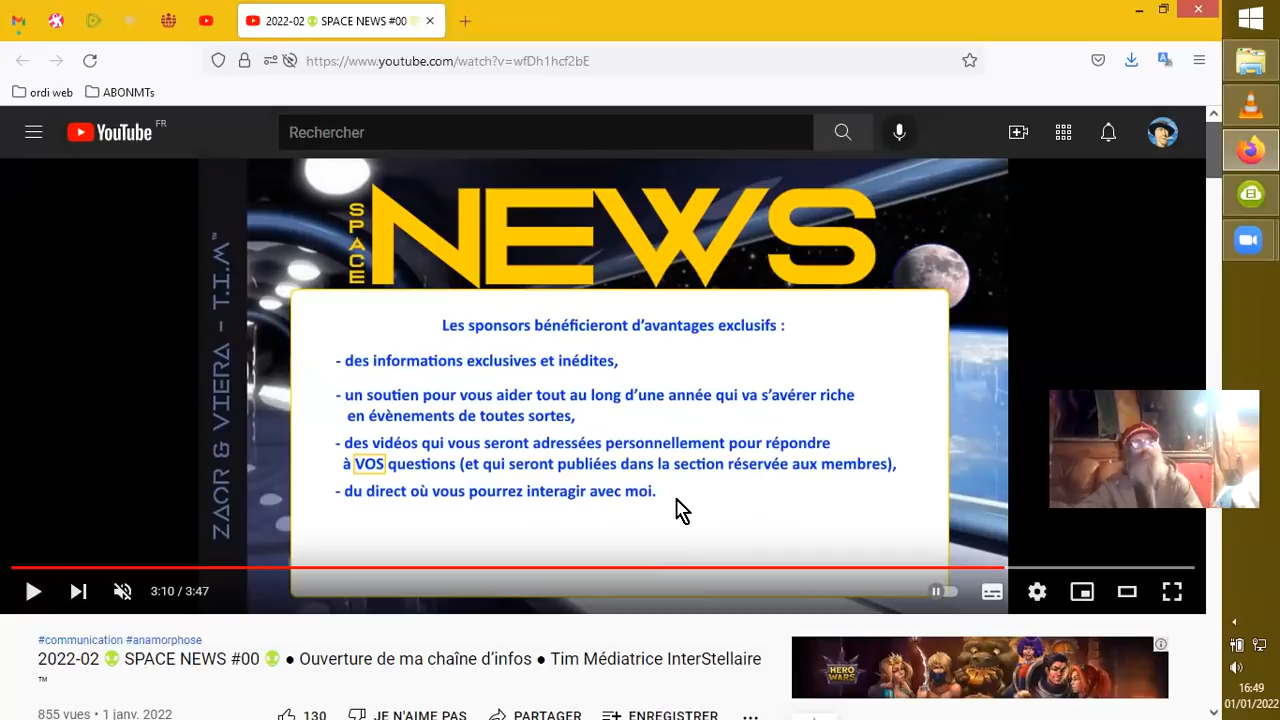 2022-02 👽 SPACE NEWS #00
https://www.youtube.com/watch?v=wfDh1hcf2bE
ordi web
ABONMTs
YouTube FR
Rechercher
SPACE
NEWS
ZAOR & VIERA - T.I.M™
Les sponsors bénéficieront d'avantages exclusifs :
- des informations exclusives et inédites,
- un soutien pour vous aider tout au long d'une année qui va s'avérer riche
en évènements de toutes sortes,
- des vidéos qui vous seront adressées personnellement pour répondre
à VOS questions (et qui seront publiées dans la section réservée aux membres),
- du direct où vous pourrez interagir avec moi.
3:10 / 3:47
#communication #anamorphose
2022-02 👽 SPACE NEWS #00 👽 ● Ouverture de ma chaîne d'infos ● Tim Médiatrice InterStellaire
™
855 vues • 1 janv. 2022
130
JE N'AIME PAS
PARTAGER
ENREGISTRER
HERO
WARS
16:49
01/01/2022